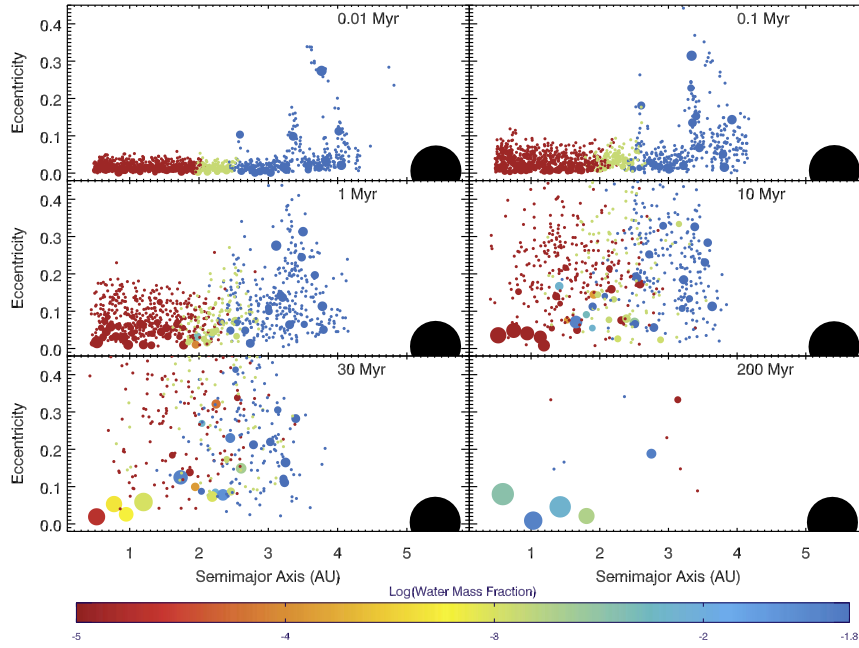 0.01 Myr
0.1 Myr
0.4
0.3
0.2
0.1
0.0
Eccentricity
1 Myr
10 Myr
0.4
0.3
0.2
0.1
0.0
Eccentricity
30 Myr
200 Myr
0.4
0.3
0.2
0.1
0.0
Eccentricity
1 2 3 4 5
1 2 3 4 5
Semimajor Axis (AU)
Semimajor Axis (AU)
Log(Water Mass Fraction)
-5 -4 -3 -2 -1.8